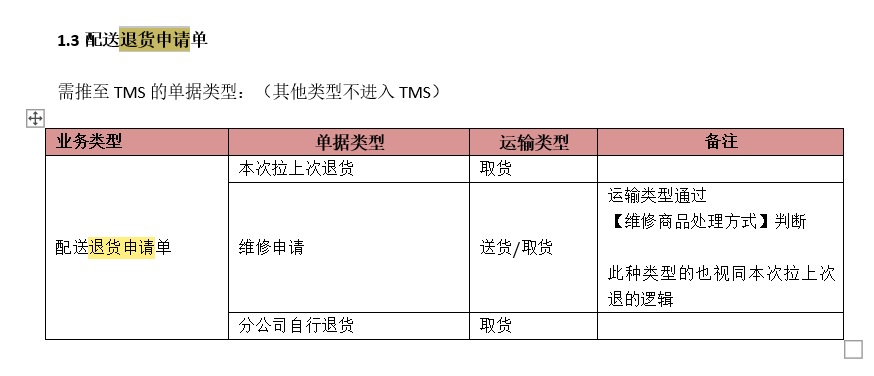 1.3 配送退货申请单
需推至 TMS 的单据类型：（其他类型不进入 TMS）
业务类型 单据类型 运输类型 备注
本次拉上次退货 取货
配送退货申请单 维修申请 送货/取货
运输类型通过
【维修商品处理方式】判断
此种类型的也视同本次拉上次
退的逻辑
分公司自行退货 取货